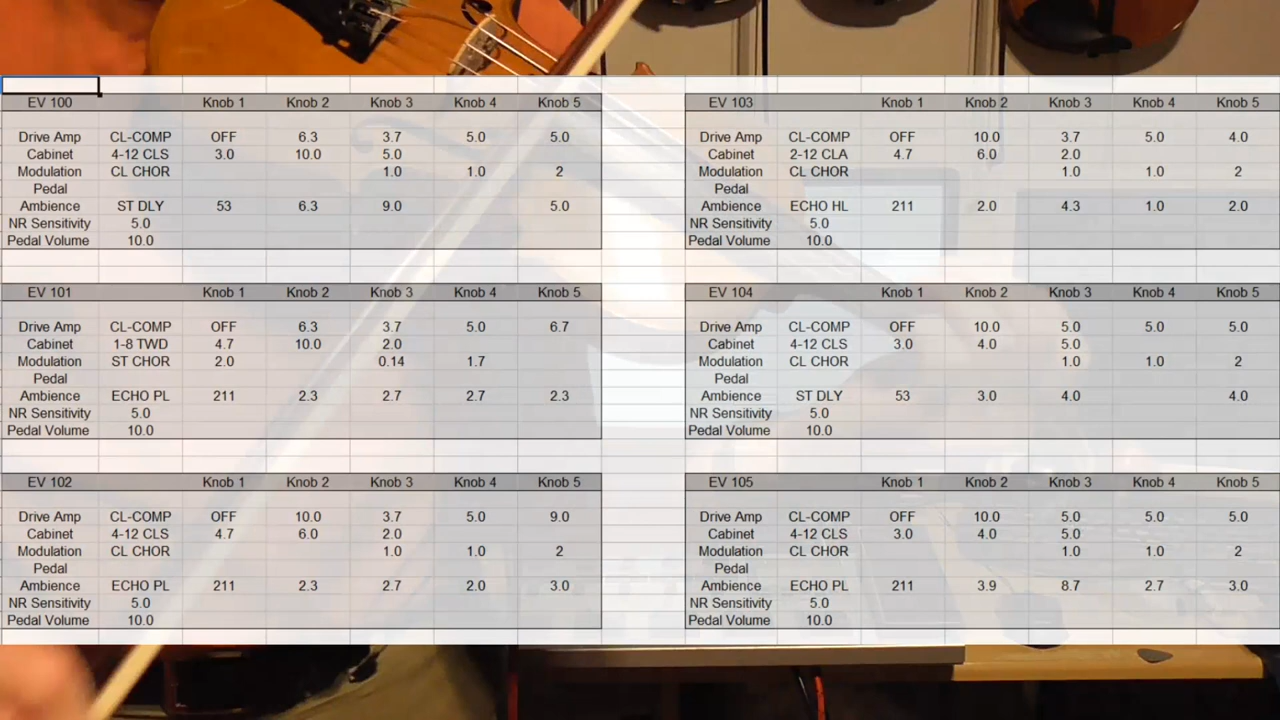 EV 100 Knob 1 Knob 2 Knob 3 Knob 4 Knob 5
Drive Amp CL-COMP OFF 6.3 3.7 5.0 5.0
Cabinet 4-12 CLS 3.0 10.0 5.0
Modulation CL CHOR 1.0 1.0 2
Pedal
Ambience ST DLY 53 6.3 9.0 5.0
NR Sensitivity 5.0
Pedal Volume 10.0
EV 101 Knob 1 Knob 2 Knob 3 Knob 4 Knob 5
Drive Amp CL-COMP OFF 6.3 3.7 5.0 6.7
Cabinet 1-8 TWD 4.7 10.0 2.0
Modulation ST CHOR 2.0 0.14 1.7
Pedal
Ambience ECHO PL 211 2.3 2.7 2.7 2.3
NR Sensitivity 5.0
Pedal Volume 10.0
EV 102 Knob 1 Knob 2 Knob 3 Knob 4 Knob 5
Drive Amp CL-COMP OFF 10.0 3.7 5.0 9.0
Cabinet 4-12 CLS 4.7 6.0 2.0
Modulation CL CHOR 1.0 1.0 2
Pedal
Ambience ECHO PL 211 2.3 2.7 2.0 3.0
NR Sensitivity 5.0
Pedal Volume 10.0
EV 103 Knob 1 Knob 2 Knob 3 Knob 4 Knob 5
Drive Amp CL-COMP OFF 10.0 3.7 5.0 4.0
Cabinet 2-12 CLA 4.7 6.0 2.0
Modulation CL CHOR 1.0 1.0 2
Pedal
Ambience ECHO HL 211 2.0 4.3 1.0 2.0
NR Sensitivity 5.0
Pedal Volume 10.0
EV 104 Knob 1 Knob 2 Knob 3 Knob 4 Knob 5
Drive Amp CL-COMP OFF 10.0 5.0 5.0 5.0
Cabinet 4-12 CLS 3.0 4.0 5.0
Modulation CL CHOR 1.0 1.0 2
Pedal
Ambience ST DLY 53 3.0 4.0 4.0
NR Sensitivity 5.0
Pedal Volume 10.0
EV 105 Knob 1 Knob 2 Knob 3 Knob 4 Knob 5
Drive Amp CL-COMP OFF 10.0 5.0 5.0 5.0
Cabinet 4-12 CLS 3.0 4.0 5.0
Modulation CL CHOR 1.0 1.0 2
Pedal
Ambience ECHO PL 211 3.9 8.7 2.7 3.0
NR Sensitivity 5.0
Pedal Volume 10.0